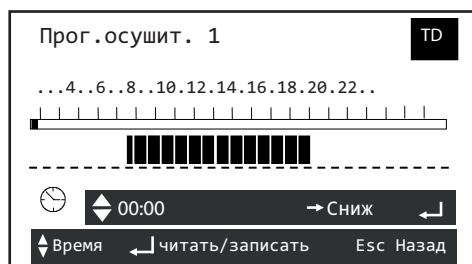 Прог.осушит. 1 TD
...4..6..8..10.12.14.16.18.20.22..
00:00 →Сниж
Время читать/записать Esc Назад